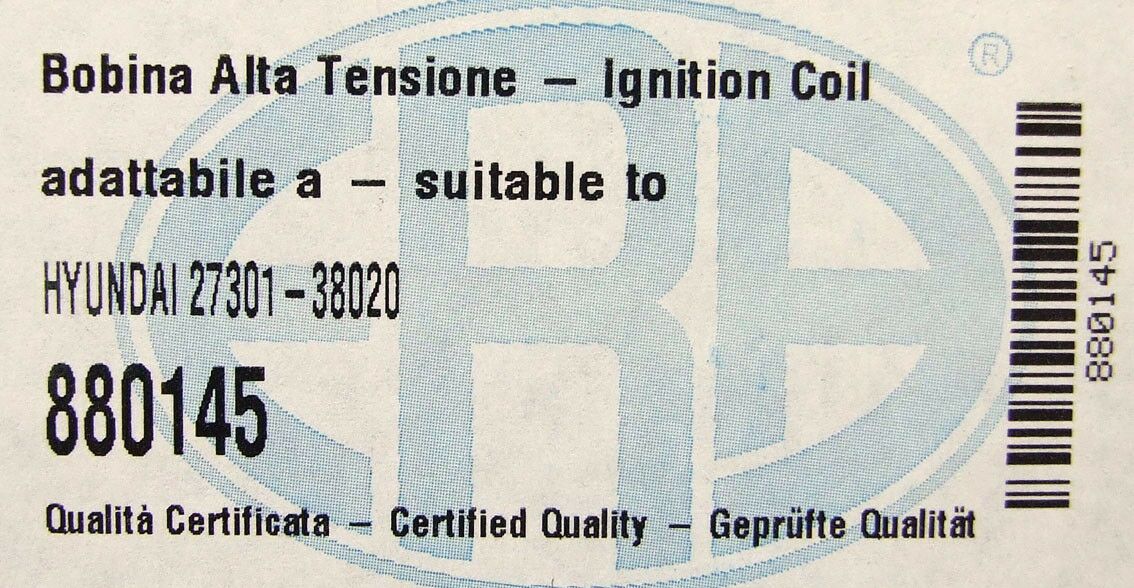 Bobina Alta Tensione – Ignition Coil
adattabile a – suitable to
HYUNDAI 27301-38020
880145
Qualità Certificata – Certified Quality – Geprüfte Qualität
ERA
®
880145